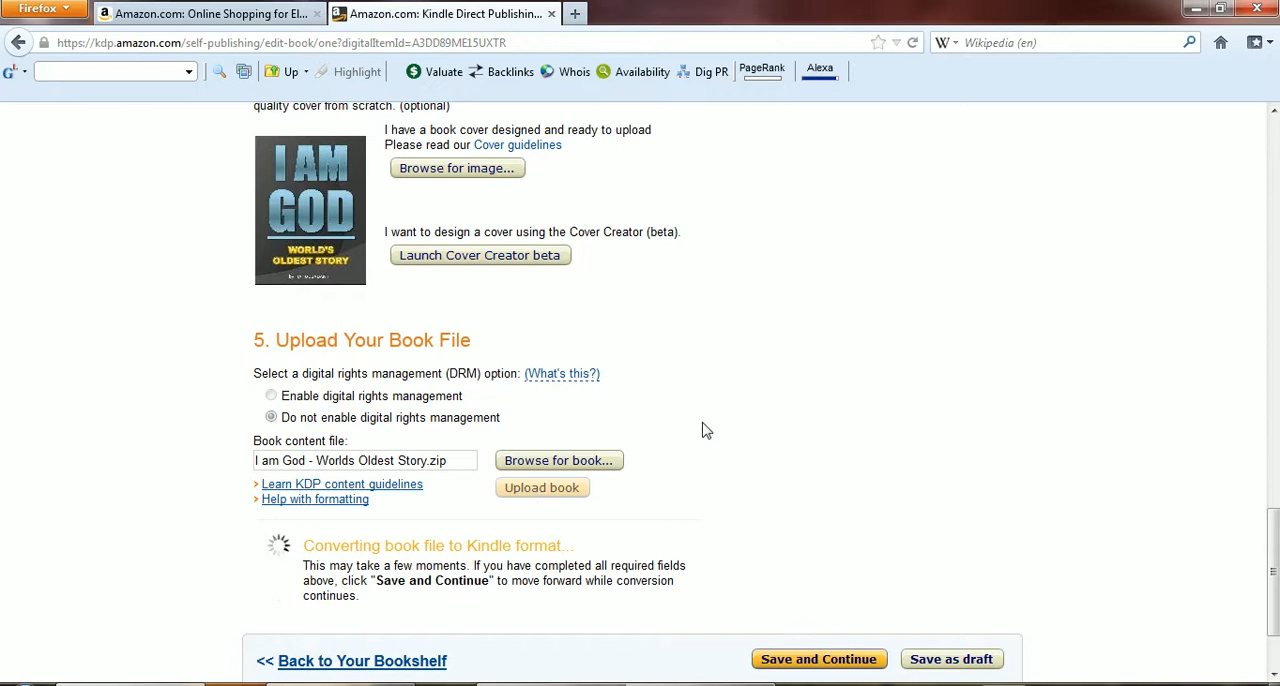 Firefox
Amazon.com: Online Shopping for El...
Amazon.com: Kindle Direct Publishin...
https://kdp.amazon.com/self-publishing/edit-book/one?digitalItemId=A3DD89ME15UXTR
Wikipedia (en)
Up
Highlight
Valuate
Backlinks
Whois
Availability
Dig PR
PageRank
Alexa
quality cover from scratch. (optional)
I have a book cover designed and ready to upload
Please read our Cover guidelines
Browse for image...
I AM
GOD
WORLD'S
OLDEST STORY
I want to design a cover using the Cover Creator (beta).
Launch Cover Creator beta
5. Upload Your Book File
Select a digital rights management (DRM) option: (What's this?)
Enable digital rights management
Do not enable digital rights management
Book content file:
I am God - Worlds Oldest Story.zip
Browse for book...
> Learn KDP content guidelines
Upload book
> Help with formatting
Converting book file to Kindle format...
This may take a few moments. If you have completed all required fields
above, click "Save and Continue" to move forward while conversion
continues.
<< Back to Your Bookshelf
Save and Continue
Save as draft